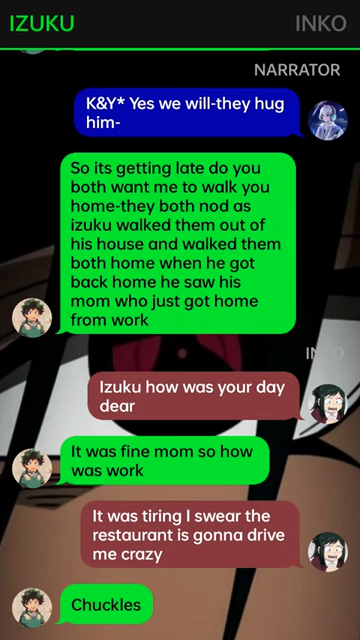 IZUKU
INKO
NARRATOR
K&Y* Yes we will-they hug
him-
So its getting late do you
both want me to walk you
home-they both nod as
izuku walked them out of
his house and walked them
both home when he got
back home he saw his
mom who just got home
from work
INKO
Izuku how was your day
dear
It was fine mom so how
was work
It was tiring I swear the
restaurant is gonna drive
me crazy
Chuckles